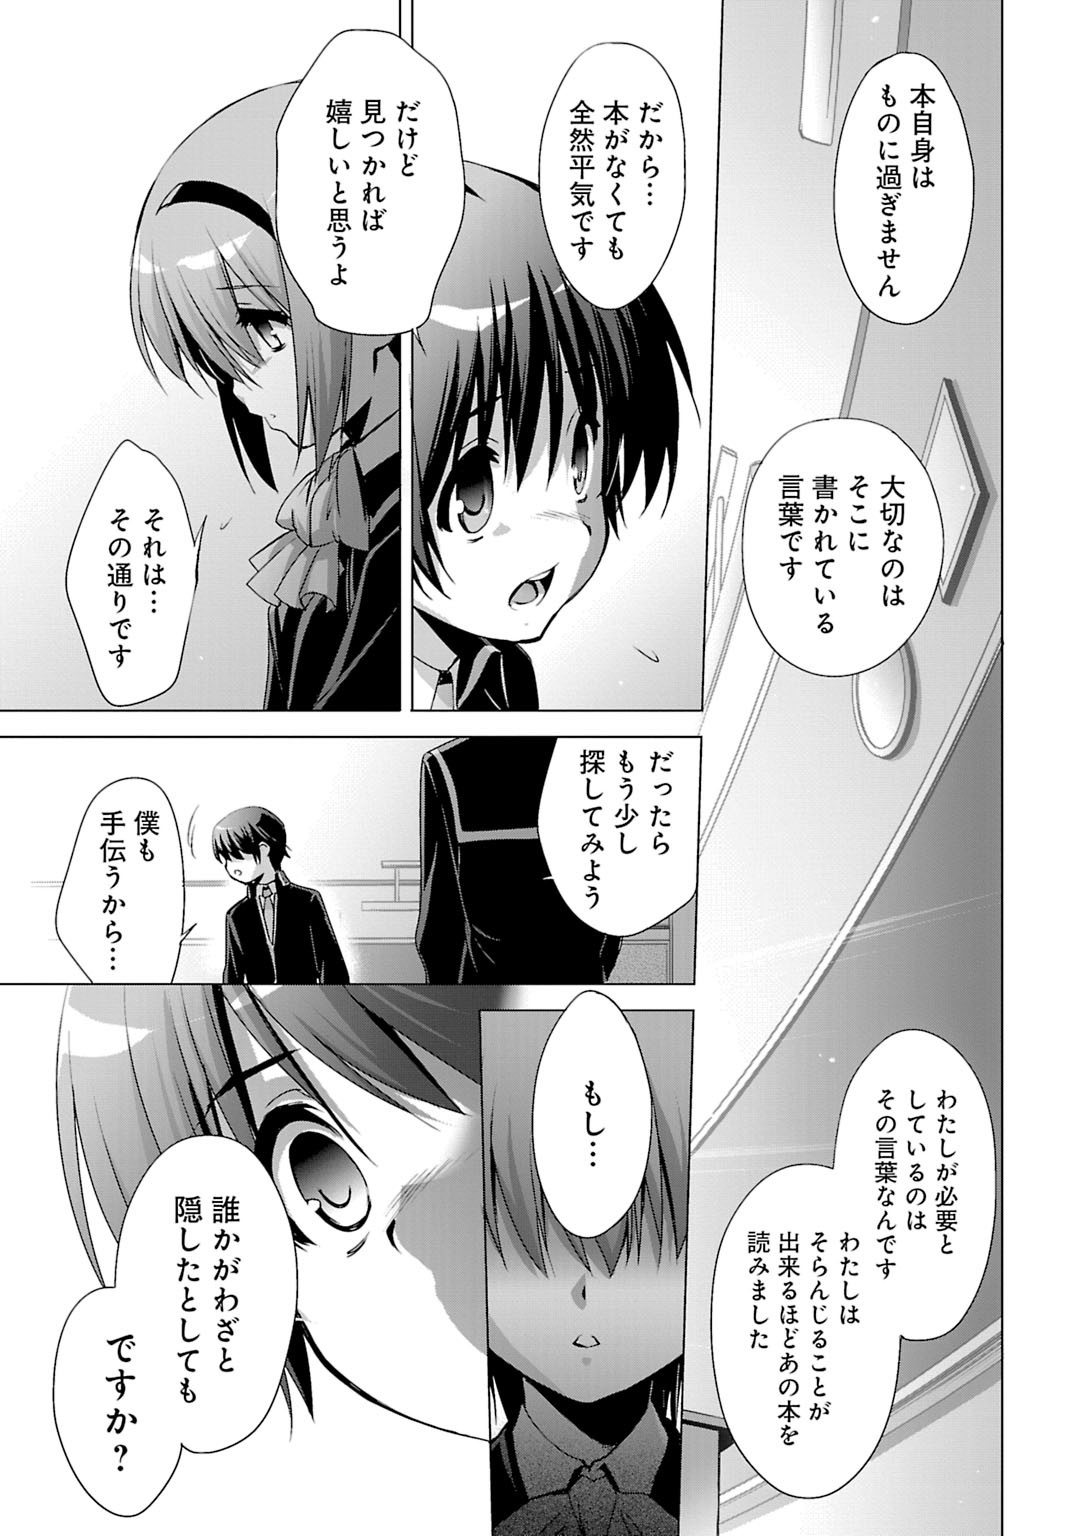 本自身は
ものに過ぎません
大切なのは
そこに
書かれている
言葉です
わたしが必要と
しているのは
その言葉なんです
わたしは
そらんじることが
出来るほどあの本を
読みました
だから…
本がなくても
全然平気です
だけど
見つかれば
嬉しいと思うよ
それは…
その通りです
だったら
もう少し
探してみよう
僕も
手伝うから…
もし…
誰かがわざと
隠したとしても
ですか?